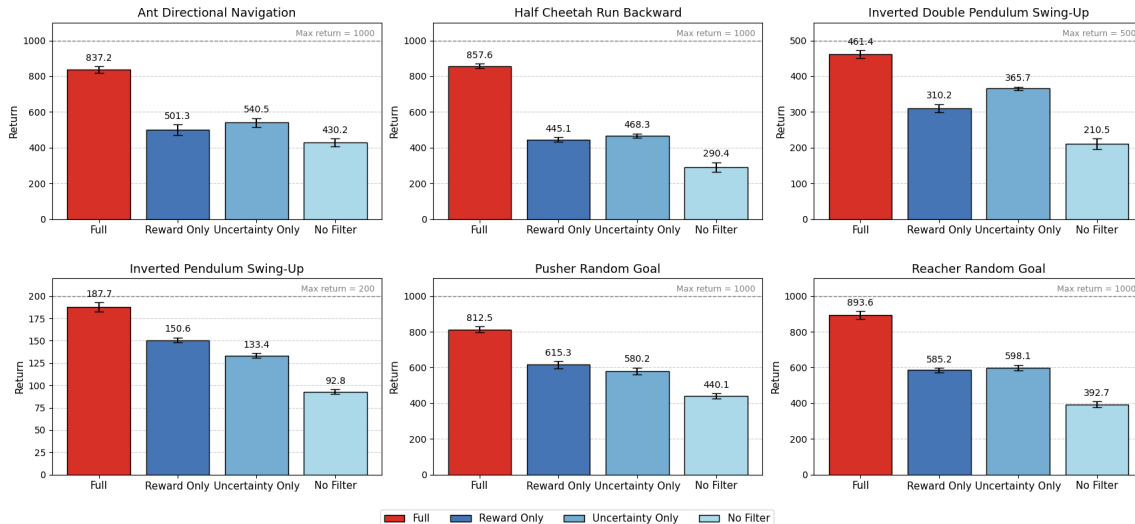 Ant Directional Navigation
Max return = 1000
1000
800
600
400
200
0
Return
837.2
501.3
540.5
430.2
Full
Reward Only
Uncertainty Only
No Filter
Half Cheetah Run Backward
Max return = 1000
1000
800
600
400
200
0
Return
857.6
445.1
468.3
290.4
Full
Reward Only
Uncertainty Only
No Filter
Inverted Double Pendulum Swing-Up
Max return = 500
500
400
300
200
100
0
Return
461.4
310.2
365.7
210.5
Full
Reward Only
Uncertainty Only
No Filter
Inverted Pendulum Swing-Up
Max return = 200
200
175
150
125
100
75
50
25
0
Return
187.7
150.6
133.4
92.8
Full
Reward Only
Uncertainty Only
No Filter
Pusher Random Goal
Max return = 1000
1000
800
600
400
200
0
Return
812.5
615.3
580.2
440.1
Full
Reward Only
Uncertainty Only
No Filter
Reacher Random Goal
Max return = 1000
1000
800
600
400
200
0
Return
893.6
585.2
598.1
392.7
Full
Reward Only
Uncertainty Only
No Filter
Full Reward Only Uncertainty Only No Filter